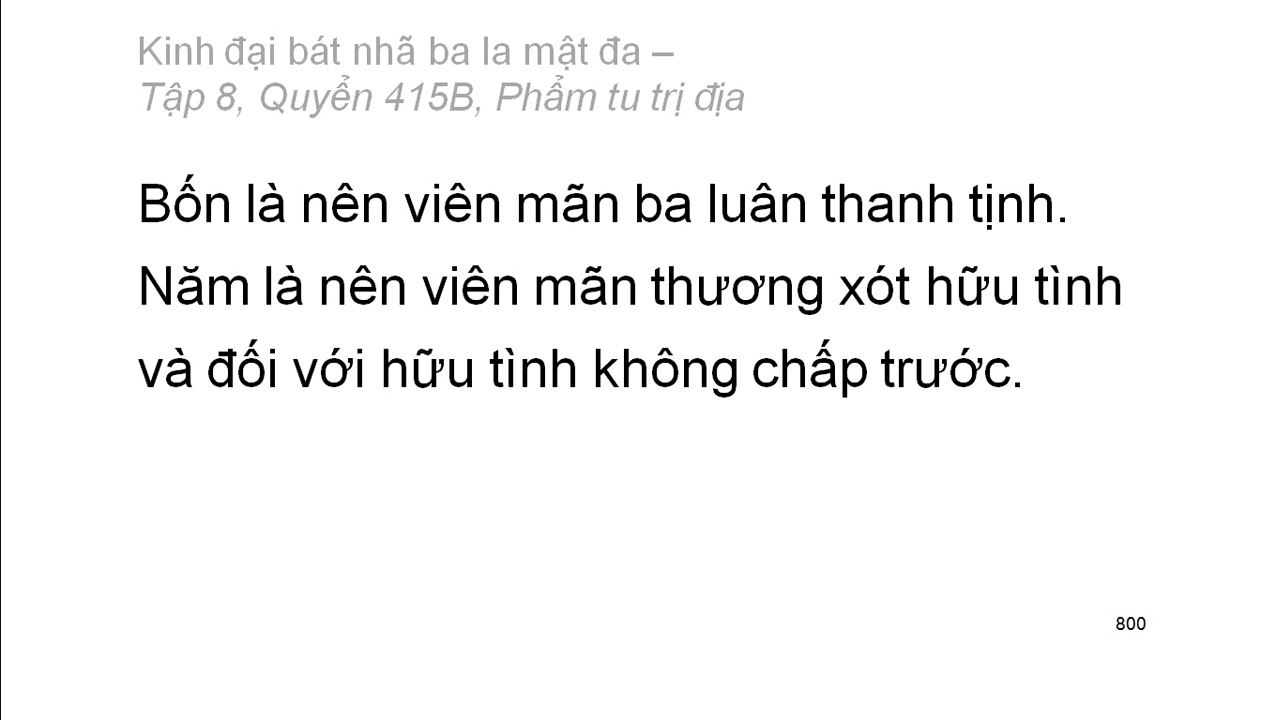 Kinh đại bát nhã ba la mật đa –
Tập 8, Quyển 415B, Phẩm tu trị địa
Bốn là nên viên mãn ba luân thanh tịnh.
Năm là nên viên mãn thương xót hữu tình
và đối với hữu tình không chấp trước.
800